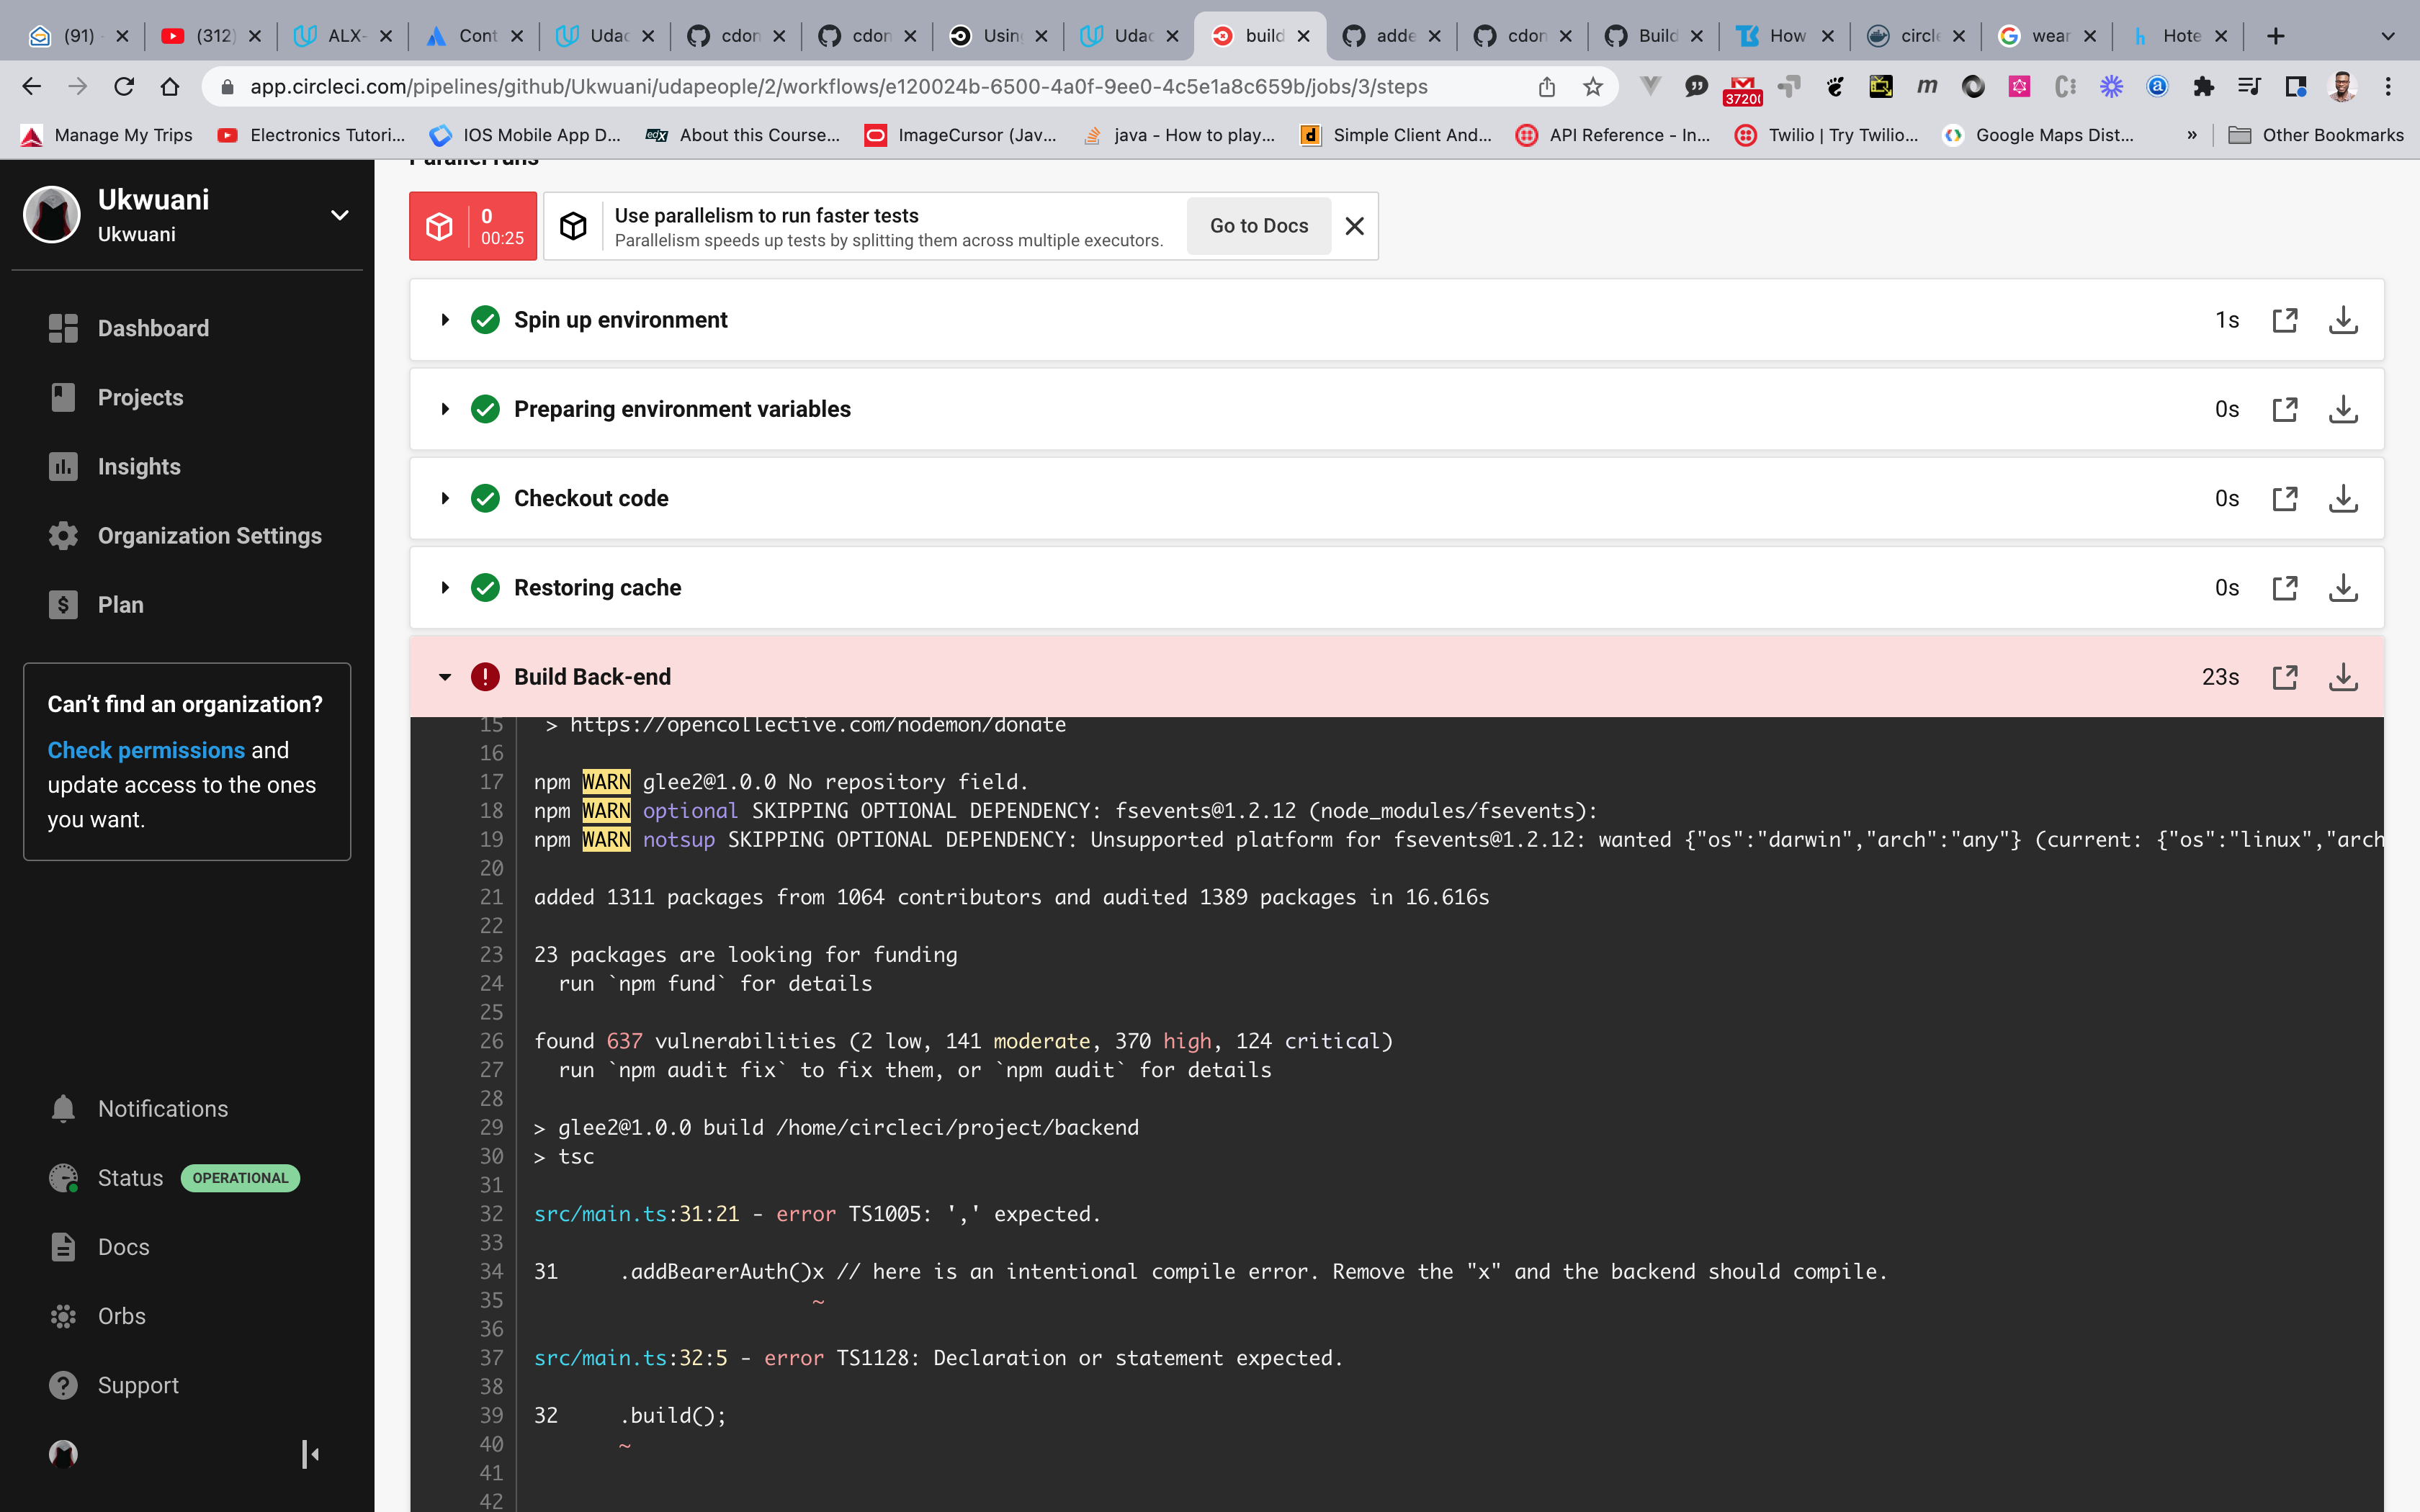 (91)
(312)
ALX-
Cont
Udac
cdon
cdon
Using
Udac
build
adde
cdon
Build
How
circle
wear
Hote
app.circleci.com/pipelines/github/Ukwuani/udapeople/2/workflows/e120024b-6500-4a0f-9ee0-4c5e1a8c659b/jobs/3/steps
Manage My Trips
Electronics Tutori...
IOS Mobile App D...
About this Course...
ImageCursor (Jav...
java - How to play...
Simple Client And...
API Reference - In...
Twilio | Try Twilio...
Google Maps Dist...
»
Other Bookmarks
Ukwuani
Ukwuani
Dashboard
Projects
Insights
Organization Settings
Plan
Can’t find an organization?
Check permissions and
update access to the ones
you want.
Notifications
Status OPERATIONAL
Docs
Orbs
Support
Parallel runs
0
00:25
Use parallelism to run faster tests
Parallelism speeds up tests by splitting them across multiple executors.
Go to Docs
Spin up environment 1s
Preparing environment variables 0s
Checkout code 0s
Restoring cache 0s
Build Back-end 23s
15 > https://opencollective.com/nodemon/donate
16
17 npm WARN glee2@1.0.0 No repository field.
18 npm WARN optional SKIPPING OPTIONAL DEPENDENCY: fsevents@1.2.12 (node_modules/fsevents):
19 npm WARN notsup SKIPPING OPTIONAL DEPENDENCY: Unsupported platform for fsevents@1.2.12: wanted {"os":"darwin","arch":"any"} (current: {"os":"linux","arch
20
21 added 1311 packages from 1064 contributors and audited 1389 packages in 16.616s
22
23 23 packages are looking for funding
24 run `npm fund` for details
25
26 found 637 vulnerabilities (2 low, 141 moderate, 370 high, 124 critical)
27 run `npm audit fix` to fix them, or `npm audit` for details
28
29 > glee2@1.0.0 build /home/circleci/project/backend
30 > tsc
31
32 src/main.ts:31:21 - error TS1005: ',' expected.
33
34 31 .addBearerAuth()x // here is an intentional compile error. Remove the "x" and the backend should compile.
35 ~
36
37 src/main.ts:32:5 - error TS1128: Declaration or statement expected.
38
39 32 .build();
40 ~
41
42